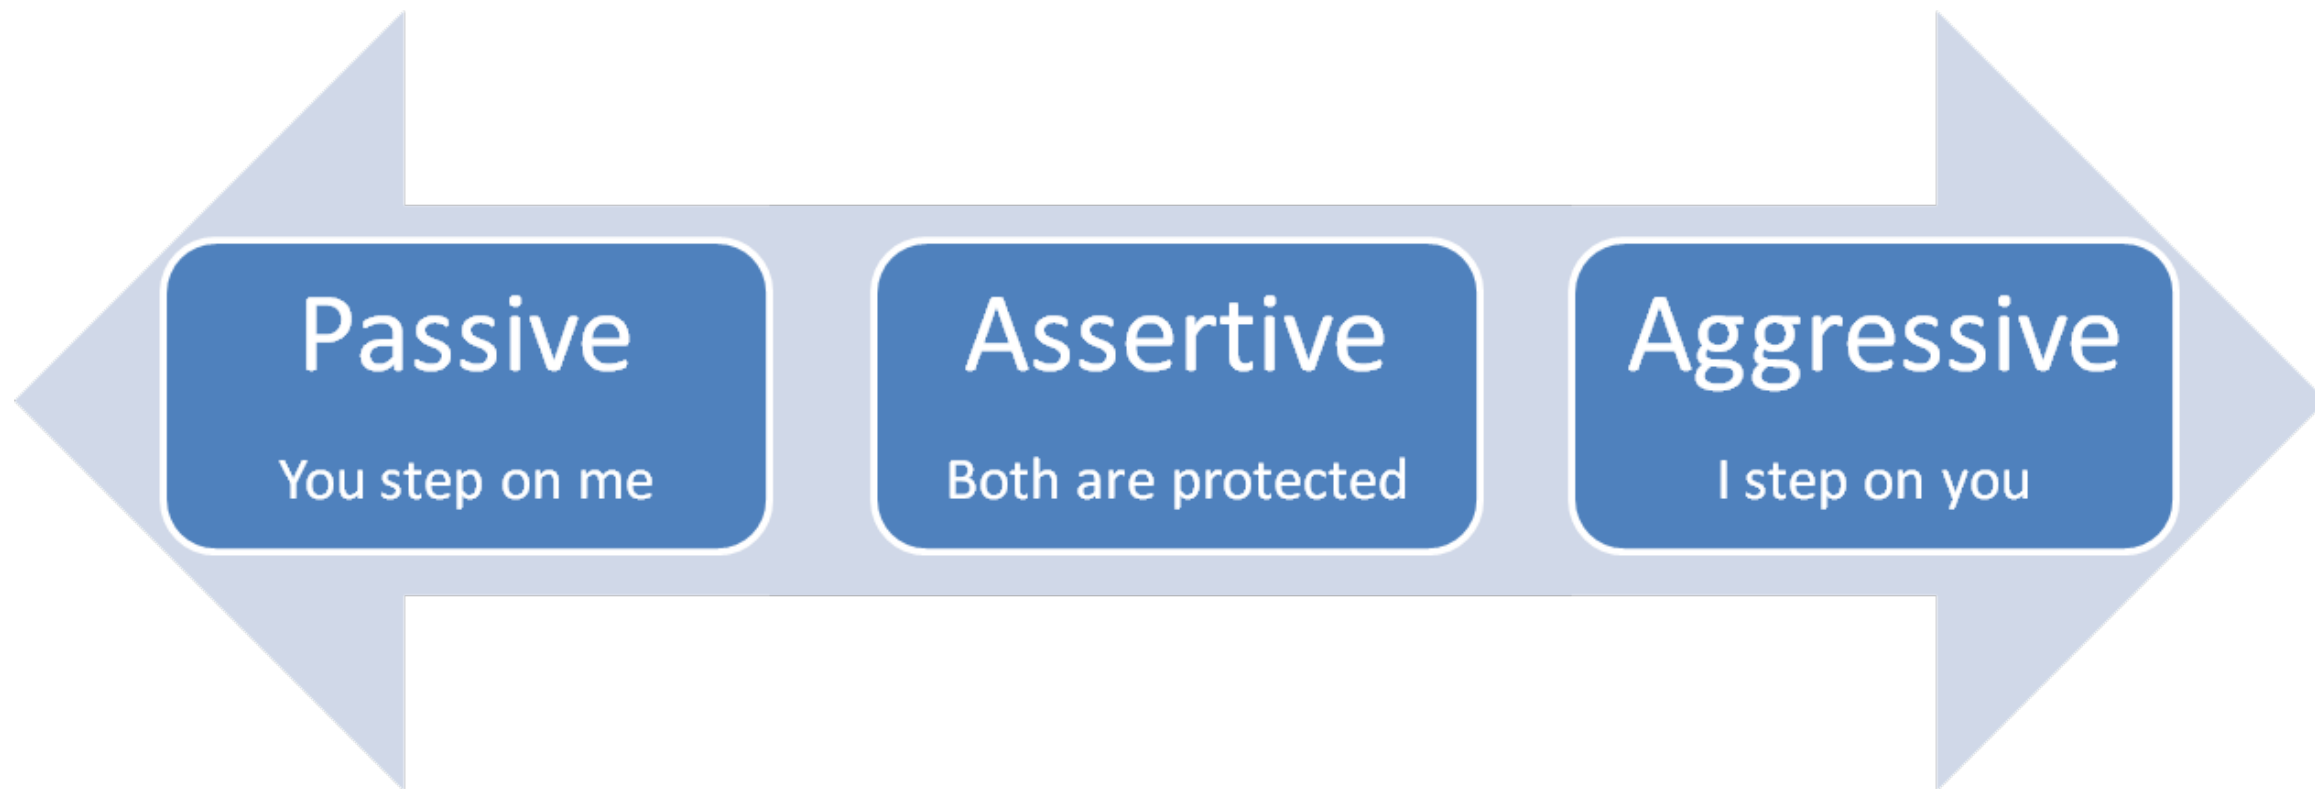 Passive
You step on me
Assertive
Both are protected
Aggressive
I step on you